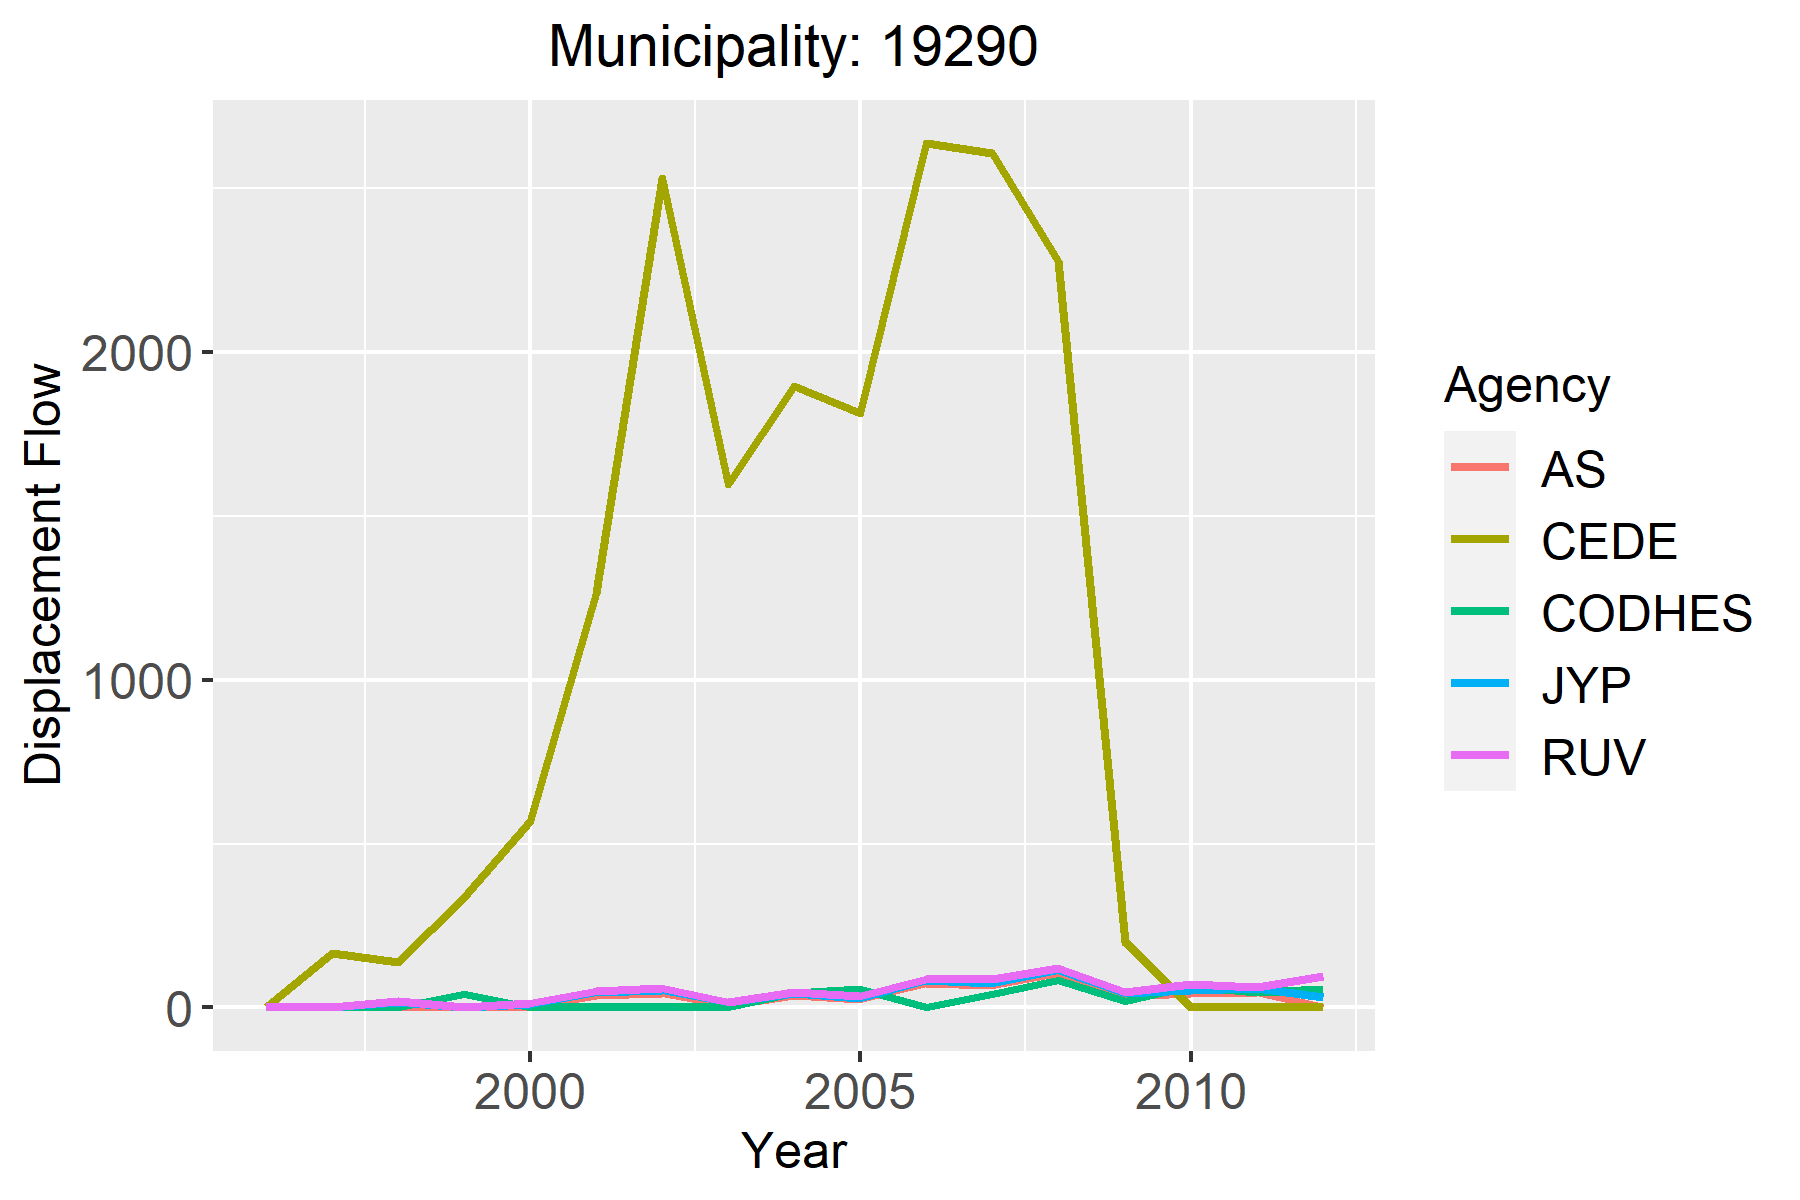 Municipality: 19290
Displacement Flow
2000
1000
0
2000
2005
2010
Year
Agency
AS
CEDE
CODHES
JYP
RUV